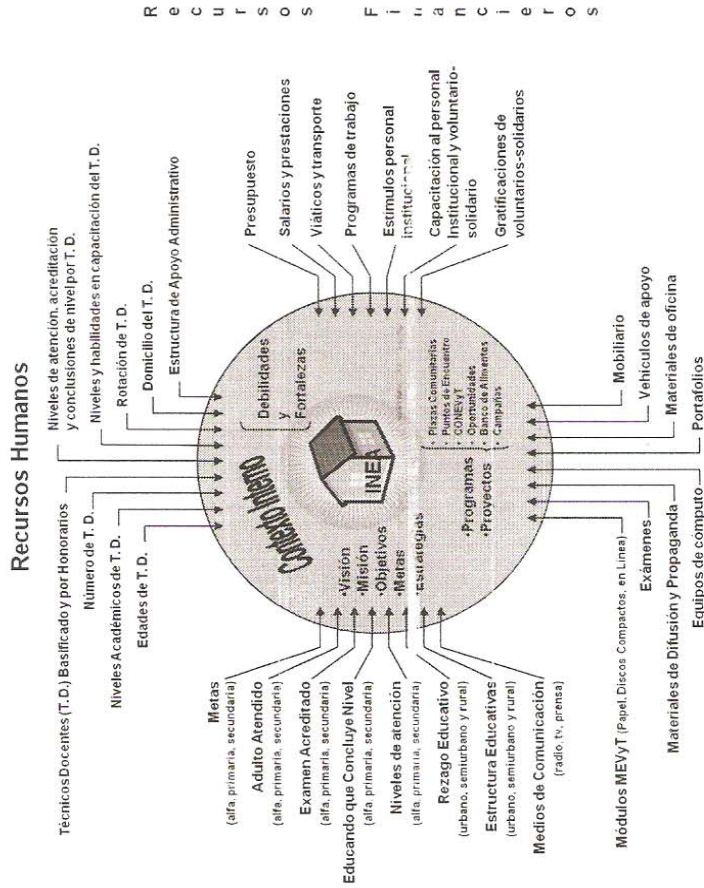 Recursos Humanos
Técnicos Docentes (T. D.) Basificado y por Honorarios
Número de T. D.
Niveles Académicos de T. D.
Edades de T. D.
Niveles de atención, acreditación
y conclusiones de nivel por T. D.
Niveles y habilidades en capacitación del T. D.
Rotación de T. D.
Domicilio del T. D.
Estructura de Apoyo Administrativo
Metas
(alfa, primaria, secundaria)
Adulto Atendido
(alfa, primaria, secundaria)
Examen Acreditado
(alfa, primaria, secundaria)
Educando que Concluye Nivel
(alfa, primaria, secundaria)
Niveles de atención
(alfa, primaria, secundaria)
Rezago Educativo
(urbano, semiurbano y rural)
Estructura Educativas
(urbano, semiurbano y rural)
Medios de Comunicación
(radio, tv, prensa)
Contexto Interno
•Visión
•Misión
•Objetivos
•Metas
•Estrategias
INEA
Debilidades
y
Fortalezas
•Programas
•Proyectos
• Plazas Comunitarias
• Puntos de Encuentro
• CONEVyT
• Oportunidades
• Banco de Alimentos
• Campañas
Presupuesto
Salarios y prestaciones
Viáticos y transporte
Programas de trabajo
Estímulos personal
institucional
Capacitación al personal
Institucional y voluntario-
solidario
Gratificaciones de
voluntarios-solidarios
Recursos
Financieros
Módulos MEVyT (Papel, Discos Compactos, en Linea)
Exámenes
Materiales de Difusión y Propaganda
Equipos de cómputo
Mobiliario
Vehículos de apoyo
Materiales de oficina
Portafolios